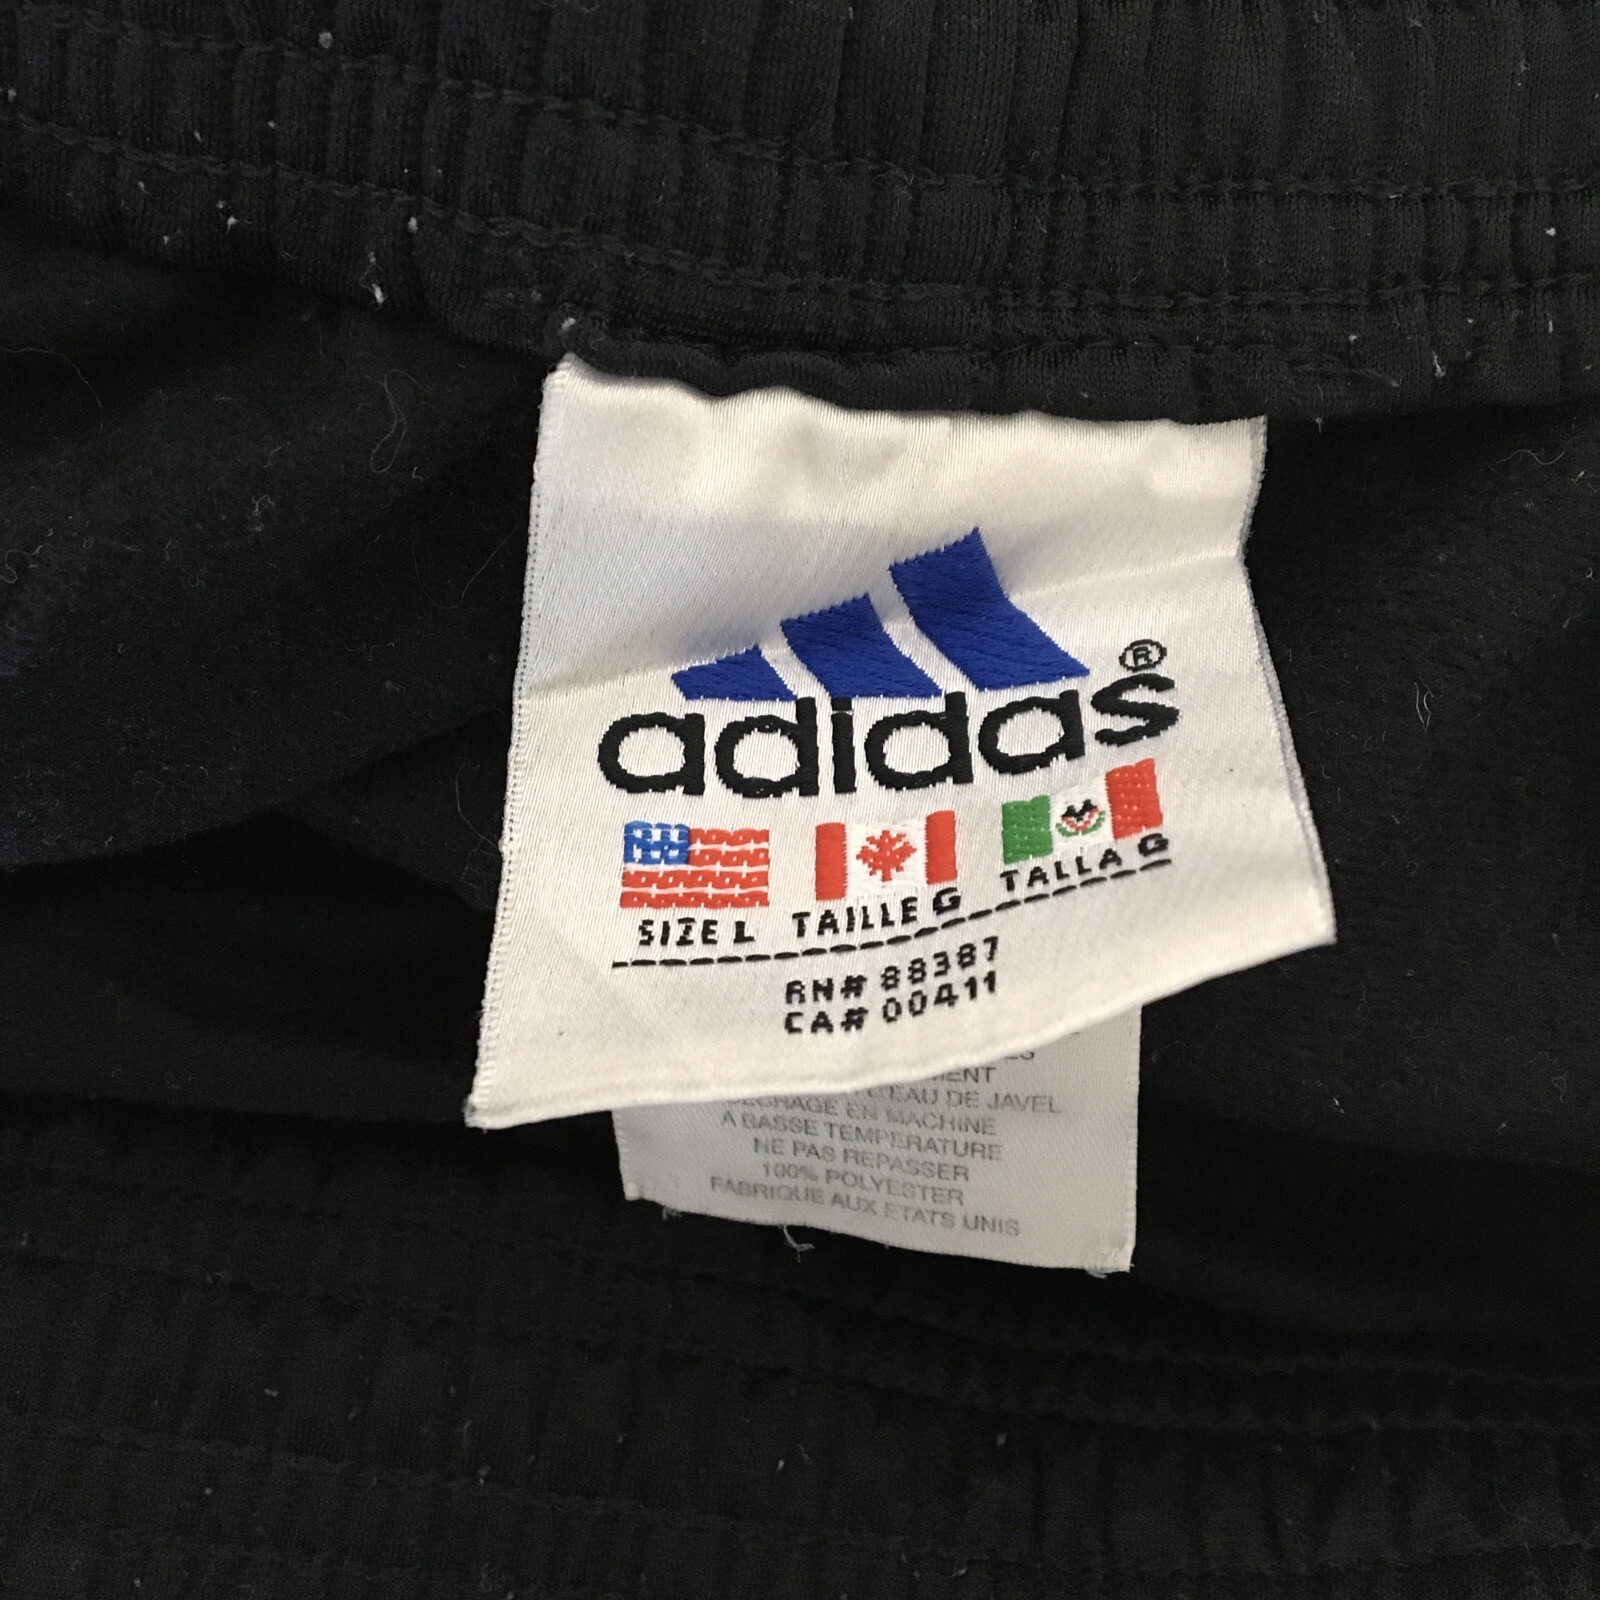 adidas®
SIZE L TAILLE G TALLA G
RN# 88387
CA# 00411
EAU DE JAVEL
EN MACHINE
A BASSE TEMPERATURE
NE PAS REPASSER
100% POLYESTER
FABRIQUE AUX ETATS UNIS